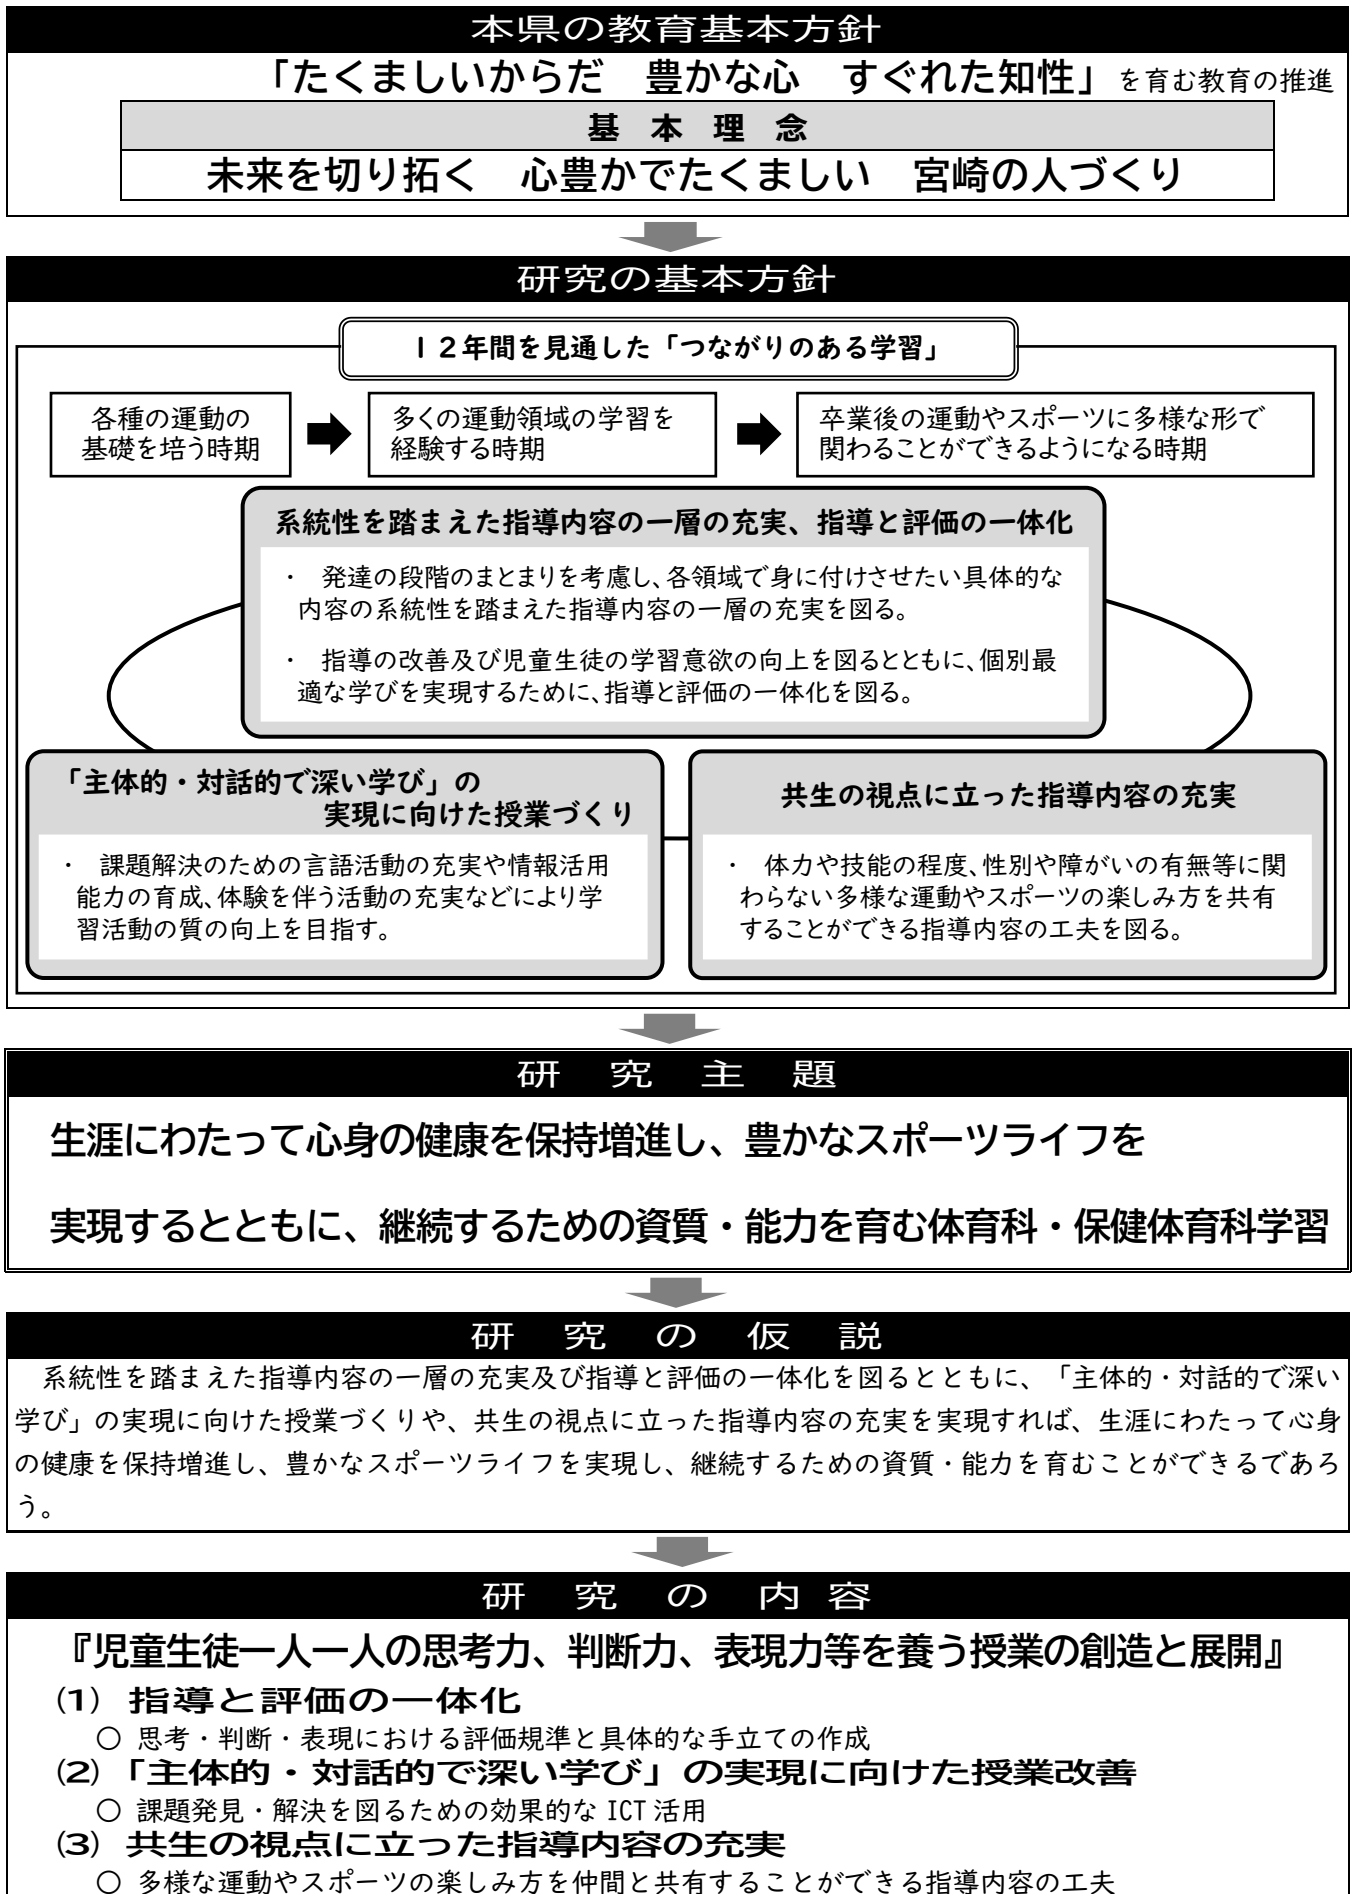 本県の教育基本方針
「たくましいからだ　豊かな心　すぐれた知性」を育む教育の推進
基　本　理　念
未来を切り拓く　心豊かでたくましい　宮崎の人づくり
研究の基本方針
１２年間を見通した「つながりのある学習」
各種の運動の
基礎を培う時期
多くの運動領域の学習を
経験する時期
卒業後の運動やスポーツに多様な形で
関わることができるようになる時期
系統性を踏まえた指導内容の一層の充実、指導と評価の一体化
・　発達の段階のまとまりを考慮し、各領域で身に付けさせたい具体的な
内容の系統性を踏まえた指導内容の一層の充実を図る。
・　指導の改善及び児童生徒の学習意欲の向上を図るとともに、個別最
適な学びを実現するために、指導と評価の一体化を図る。
「主体的・対話的で深い学び」の
実現に向けた授業づくり
・　課題解決のための言語活動の充実や情報活用
能力の育成、体験を伴う活動の充実などにより学
習活動の質の向上を目指す。
共生の視点に立った指導内容の充実
・　体力や技能の程度、性別や障がいの有無等に関
わらない多様な運動やスポーツの楽しみ方を共有
することができる指導内容の工夫を図る。
研　究　主　題
生涯にわたって心身の健康を保持増進し、豊かなスポーツライフを
実現するとともに、継続するための資質・能力を育む体育科・保健体育科学習
研　究　の　仮　説
系統性を踏まえた指導内容の一層の充実及び指導と評価の一体化を図るとともに、「主体的・対話的で深い
学び」の実現に向けた授業づくりや、共生の視点に立った指導内容の充実を実現すれば、生涯にわたって心身
の健康を保持増進し、豊かなスポーツライフを実現し、継続するための資質・能力を育むことができるであろ
う。
研　究　の　内　容
『児童生徒一人一人の思考力、判断力、表現力等を養う授業の創造と展開』
⑴ 指導と評価の一体化
○ 思考・判断・表現における評価規準と具体的な手立ての作成
⑵「主体的・対話的で深い学び」の実現に向けた授業改善
○ 課題発見・解決を図るための効果的な ICT 活用
⑶ 共生の視点に立った指導内容の充実
○ 多様な運動やスポーツの楽しみ方を仲間と共有することができる指導内容の工夫